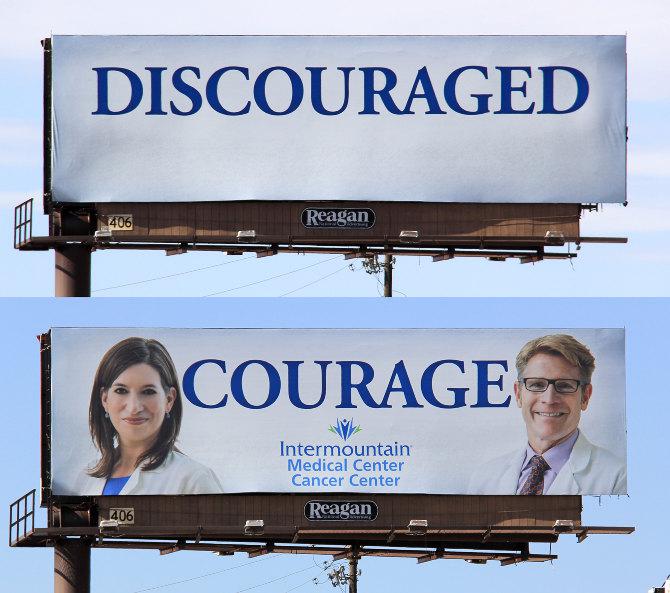 DISCOURAGED
406
Reagan
COURAGE
Intermountain
Medical Center
Cancer Center
406
Reagan